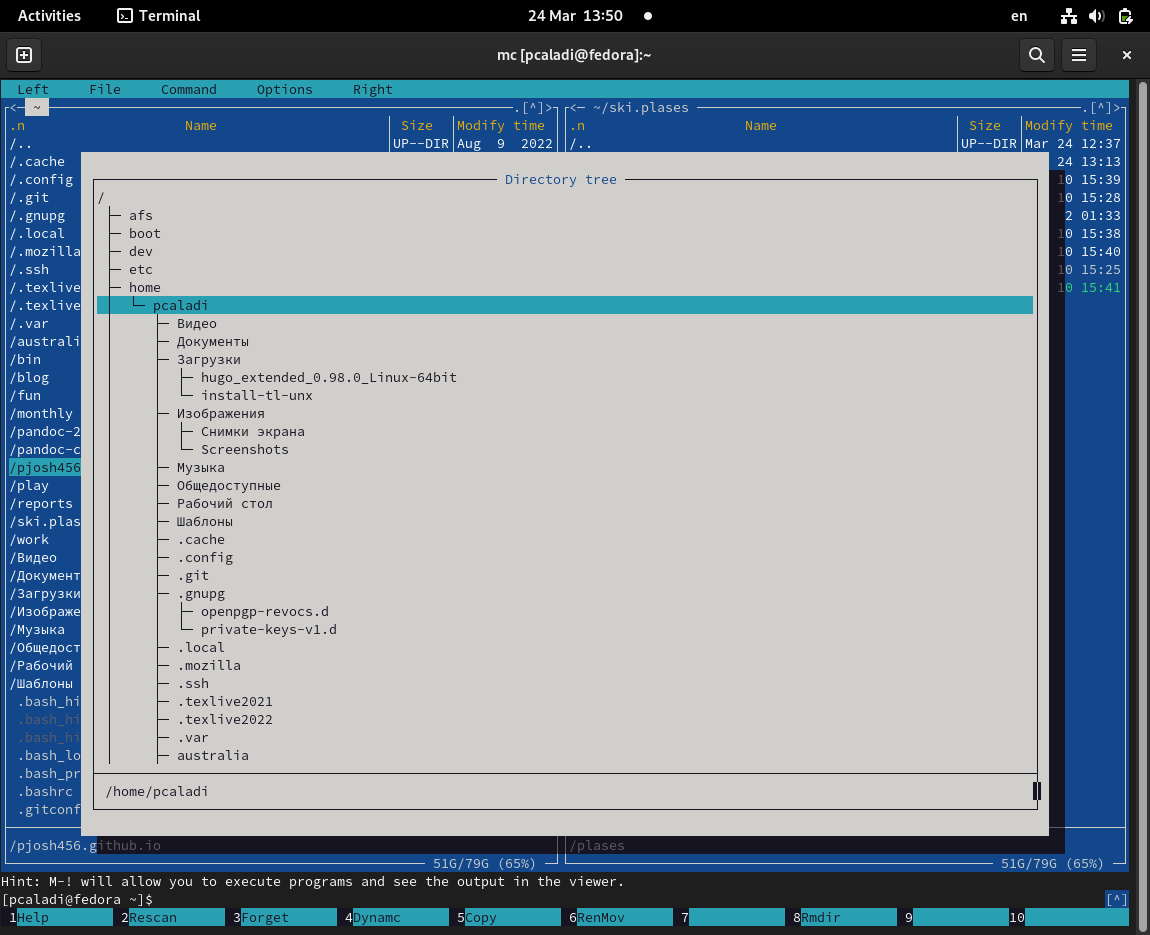 Activities Terminal 24 Mar 13:50 en
mc [pcaladi@fedora]:~
Left File Command Options Right
<─ ~ .[^]> <─ ~/ski.plases .[^]>
.n Name Size Modify time .n Name Size Modify time
/.. UP--DIR Aug 9 2022 /.. UP--DIR Mar 24 12:37
/.cache 24 13:13
/.config Directory tree 10 15:39
/.git / 10 15:28
/.gnupg afs 2 01:33
/.local boot 10 15:38
/.mozilla dev 10 15:40
/.ssh etc 10 15:25
/.texlive home 10 15:41
/.texlive pcaladi
/.var Видео
/australi Документы
/bin Загрузки
/blog hugo_extended_0.98.0_Linux-64bit
/fun install-tl-unx
/monthly Изображения
/pandoc-2 Снимки экрана
/pandoc-c Screenshots
/pjosh456 Музыка
/play Общедоступные
/reports Рабочий стол
/ski.plas Шаблоны
/work .cache
/Видео .config
/Документ .git
/Загрузки .gnupg
/Изображе openpgp-revocs.d
/Музыка private-keys-v1.d
/Общедост .local
/Рабочий .mozilla
/Шаблоны .ssh
.bash_hi .texlive2021
.bash_hi .texlive2022
.bash_hi .var
.bash_lo australia
.bash_pr
.bashrc /home/pcaladi
.gitconf
/pjosh456.github.io /plases
51G/79G (65%) 51G/79G (65%)
Hint: M-! will allow you to execute programs and see the output in the viewer.
[pcaladi@fedora ~]$ [^]
1Help 2Rescan 3Forget 4Dynamc 5Copy 6RenMov 7 8Rmdir 9 10